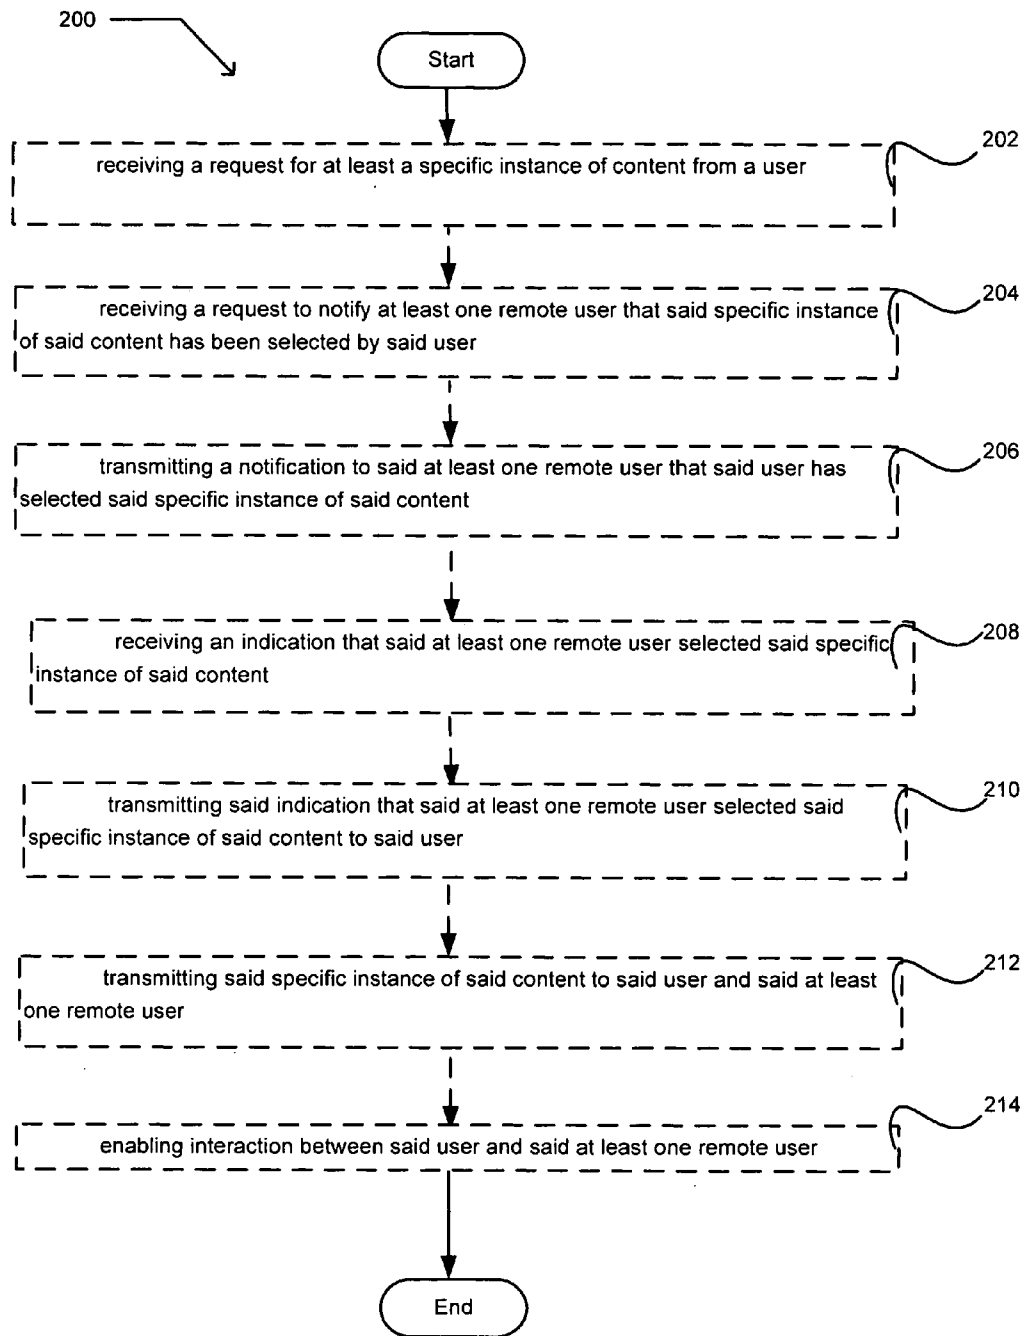 200
Start
202
receiving a request for at least a specific instance of content from a user
204
receiving a request to notify at least one remote user that said specific instance
of said content has been selected by said user
206
transmitting a notification to said at least one remote user that said user has
selected said specific instance of said content
208
receiving an indication that said at least one remote user selected said specific
instance of said content
210
transmitting said indication that said at least one remote user selected said
specific instance of said content to said user
212
transmitting said specific instance of said content to said user and said at least
one remote user
214
enabling interaction between said user and said at least one remote user
End